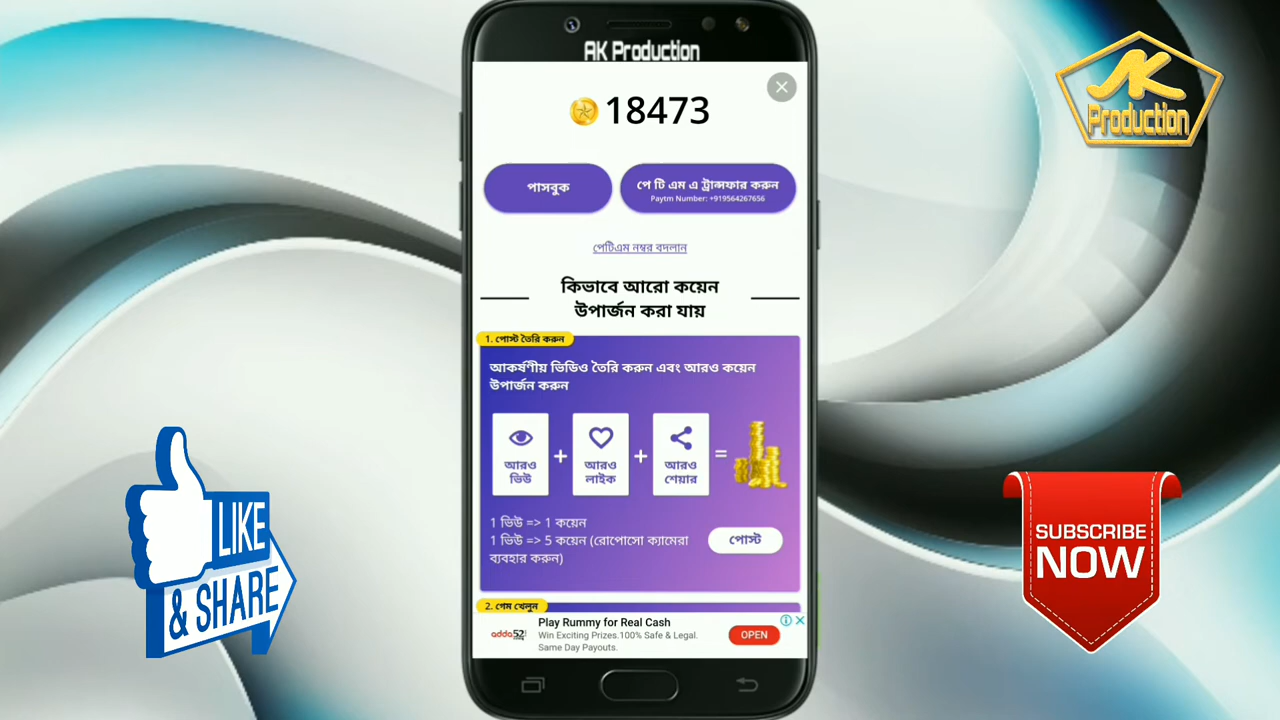 AK Production
18473
পাসবুক
পে টি এম এ ট্রান্সফার করুন
Paytm Number: +919564267656
পেটিএম নম্বর বদলান
কিভাবে আরো কয়েন
উপার্জন করা যায়
1. পোস্ট তৈরি করুন
আকর্ষণীয় ভিডিও তৈরি করুন এবং আরও কয়েন
উপার্জন করুন
আরও
ভিউ
+
আরও
লাইক
+
আরও
শেয়ার
=
1 ভিউ => 1 কয়েন
1 ভিউ => 5 কয়েন (রোপোসো ক্যামেরা
ব্যবহার করুন)
পোস্ট
2. গেম খেলুন
adda52
Play Rummy for Real Cash
Win Exciting Prizes.100% Safe & Legal.
Same Day Payouts.
OPEN
AK
Production
LIKE
& SHARE
SUBSCRIBE
NOW